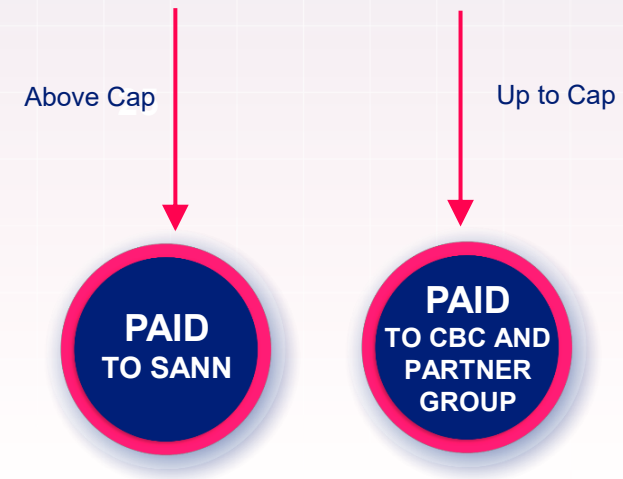 Above Cap
Up to Cap
PAID
TO SANN
PAID
TO CBC AND
PARTNER
GROUP